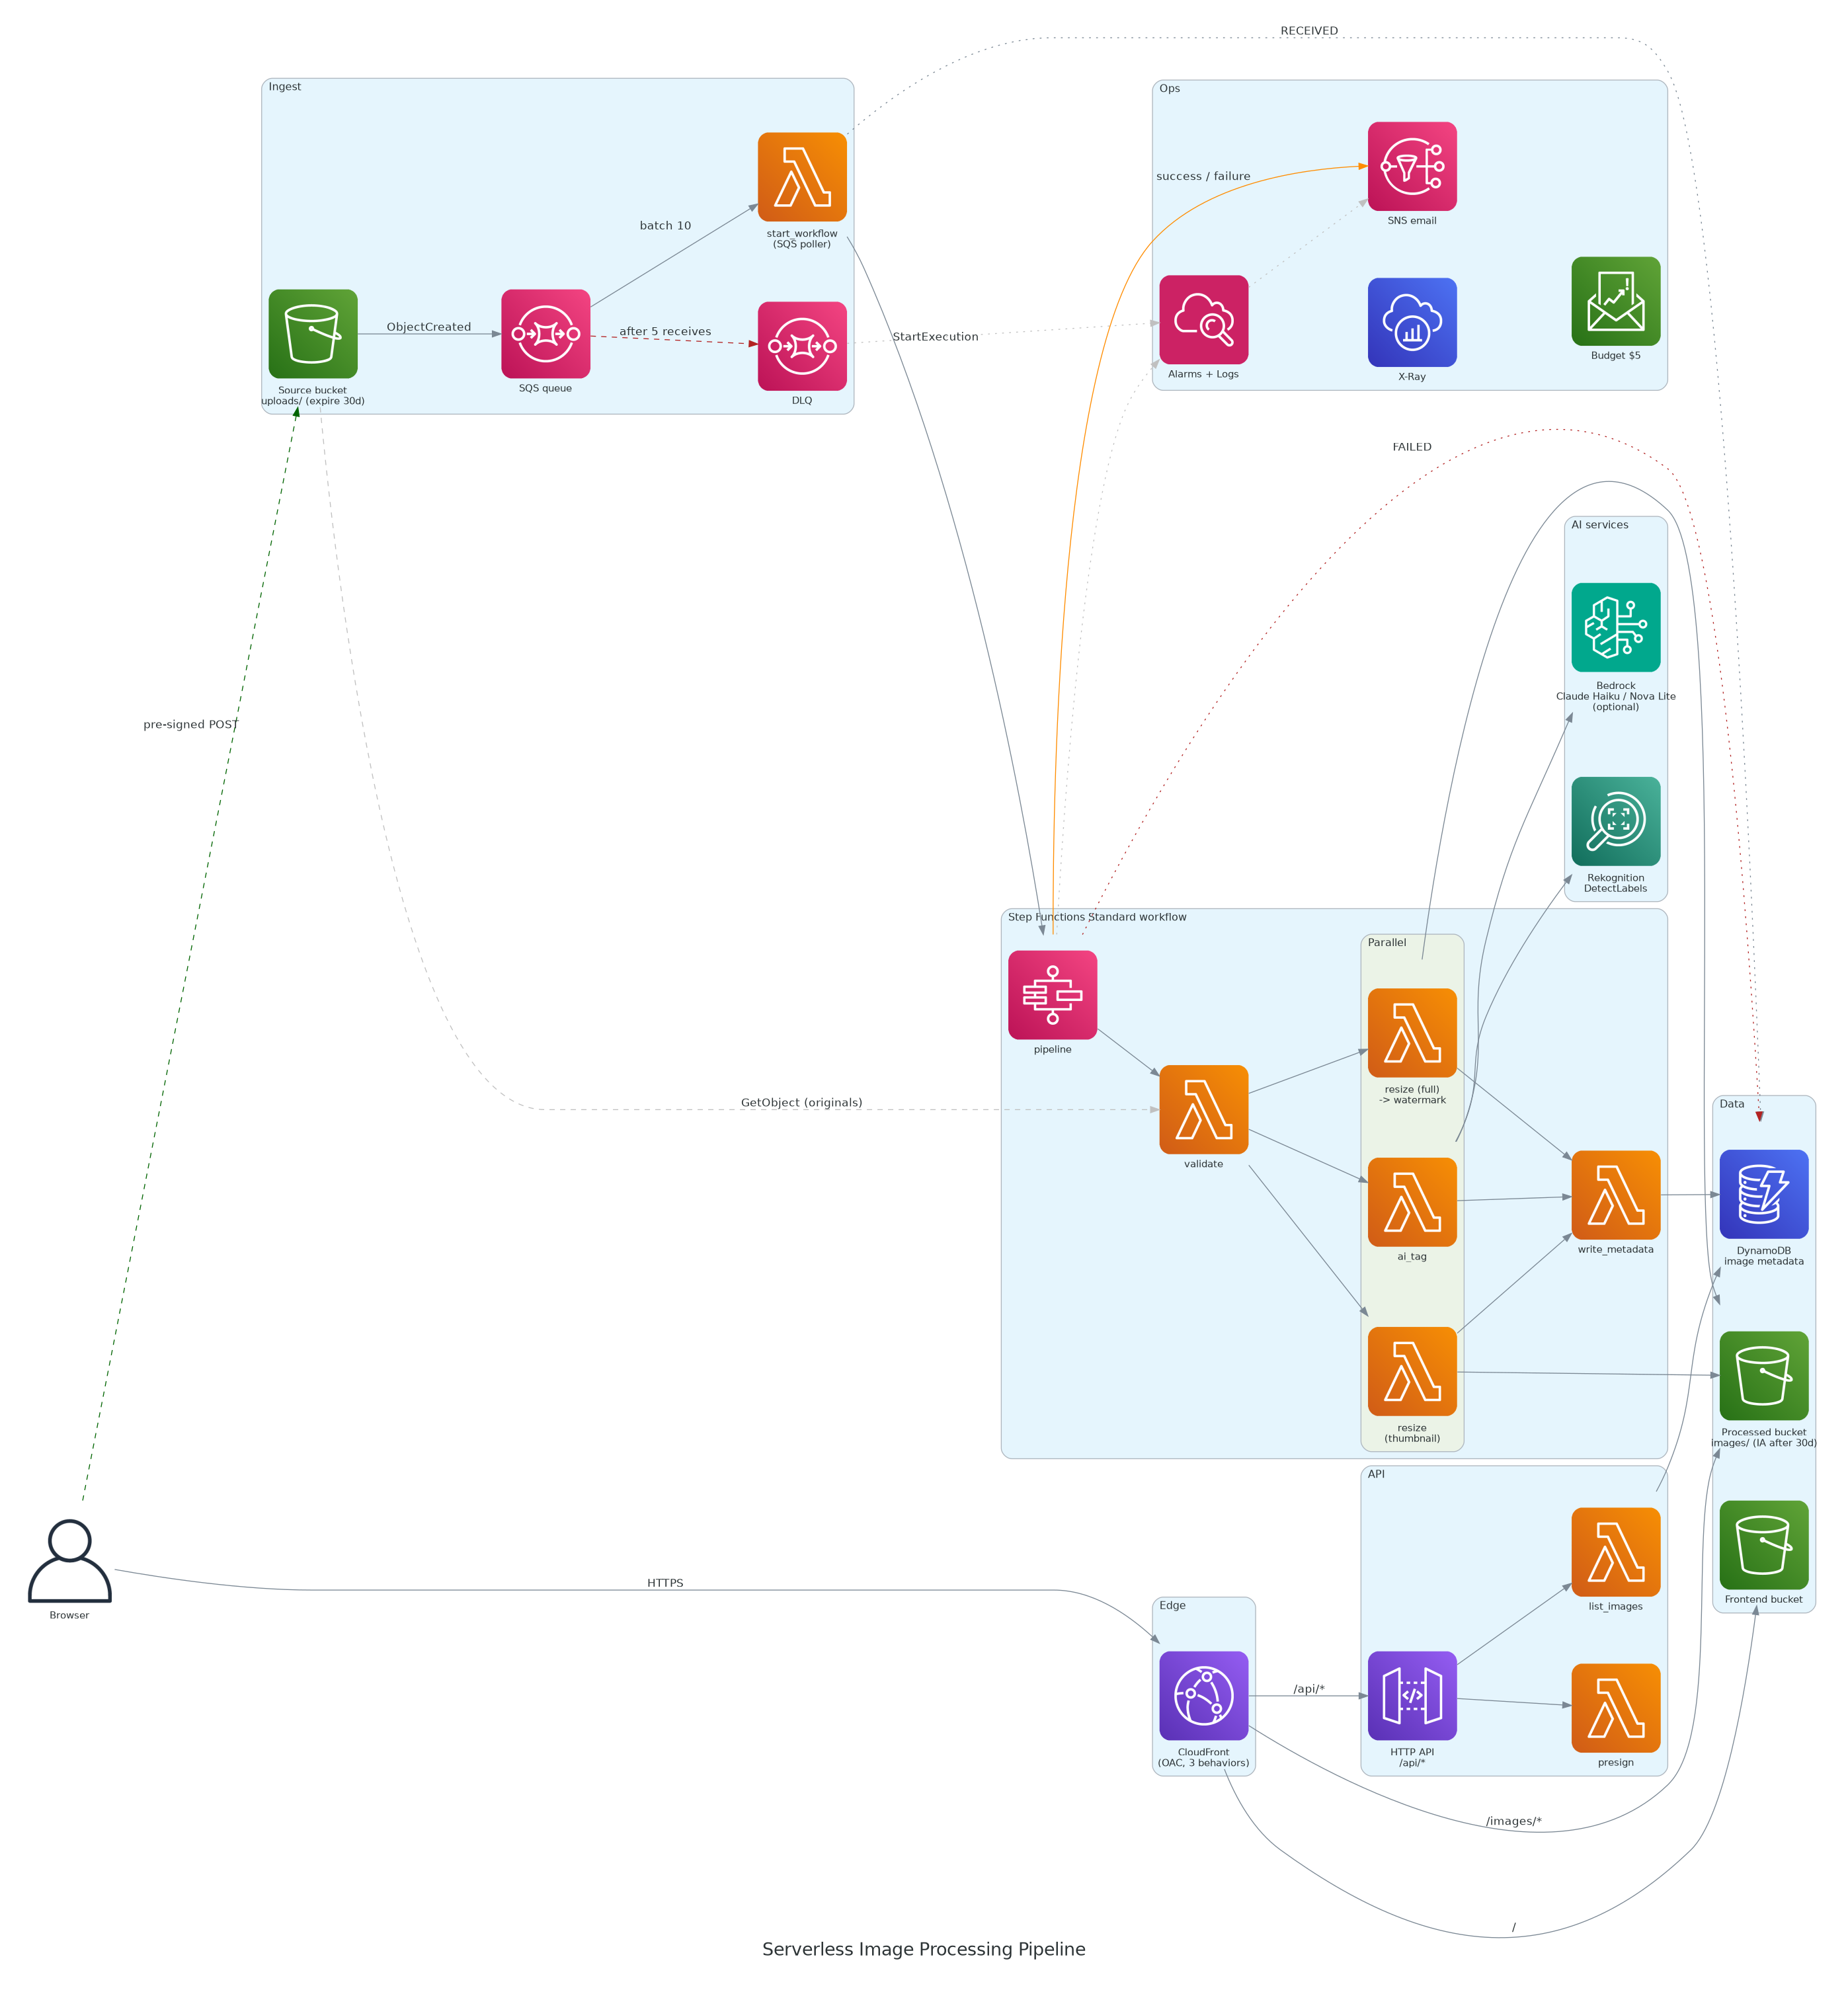 RECEIVED
Ingest
Ops
success / failure
SNS email
batch 10
start_workflow
(SQS poller)
ObjectCreated
after 5 receives
StartExecution
Source bucket
uploads/ (expire 30d)
SQS queue
DLQ
Alarms + Logs
X-Ray
Budget $5
FAILED
AI services
Bedrock
Claude Haiku / Nova Lite
(optional)
pre-signed POST
Rekognition
DetectLabels
Step Functions Standard workflow
Parallel
pipeline
resize (full)
-> watermark
GetObject (originals)
validate
Data
ai_tag
write_metadata
DynamoDB
image metadata
resize
(thumbnail)
Processed bucket
images/ (IA after 30d)
API
HTTPS
Browser
Edge
list_images
Frontend bucket
/api/*
CloudFront
(OAC, 3 behaviors)
HTTP API
/api/*
presign
/images/*
/
Serverless Image Processing Pipeline